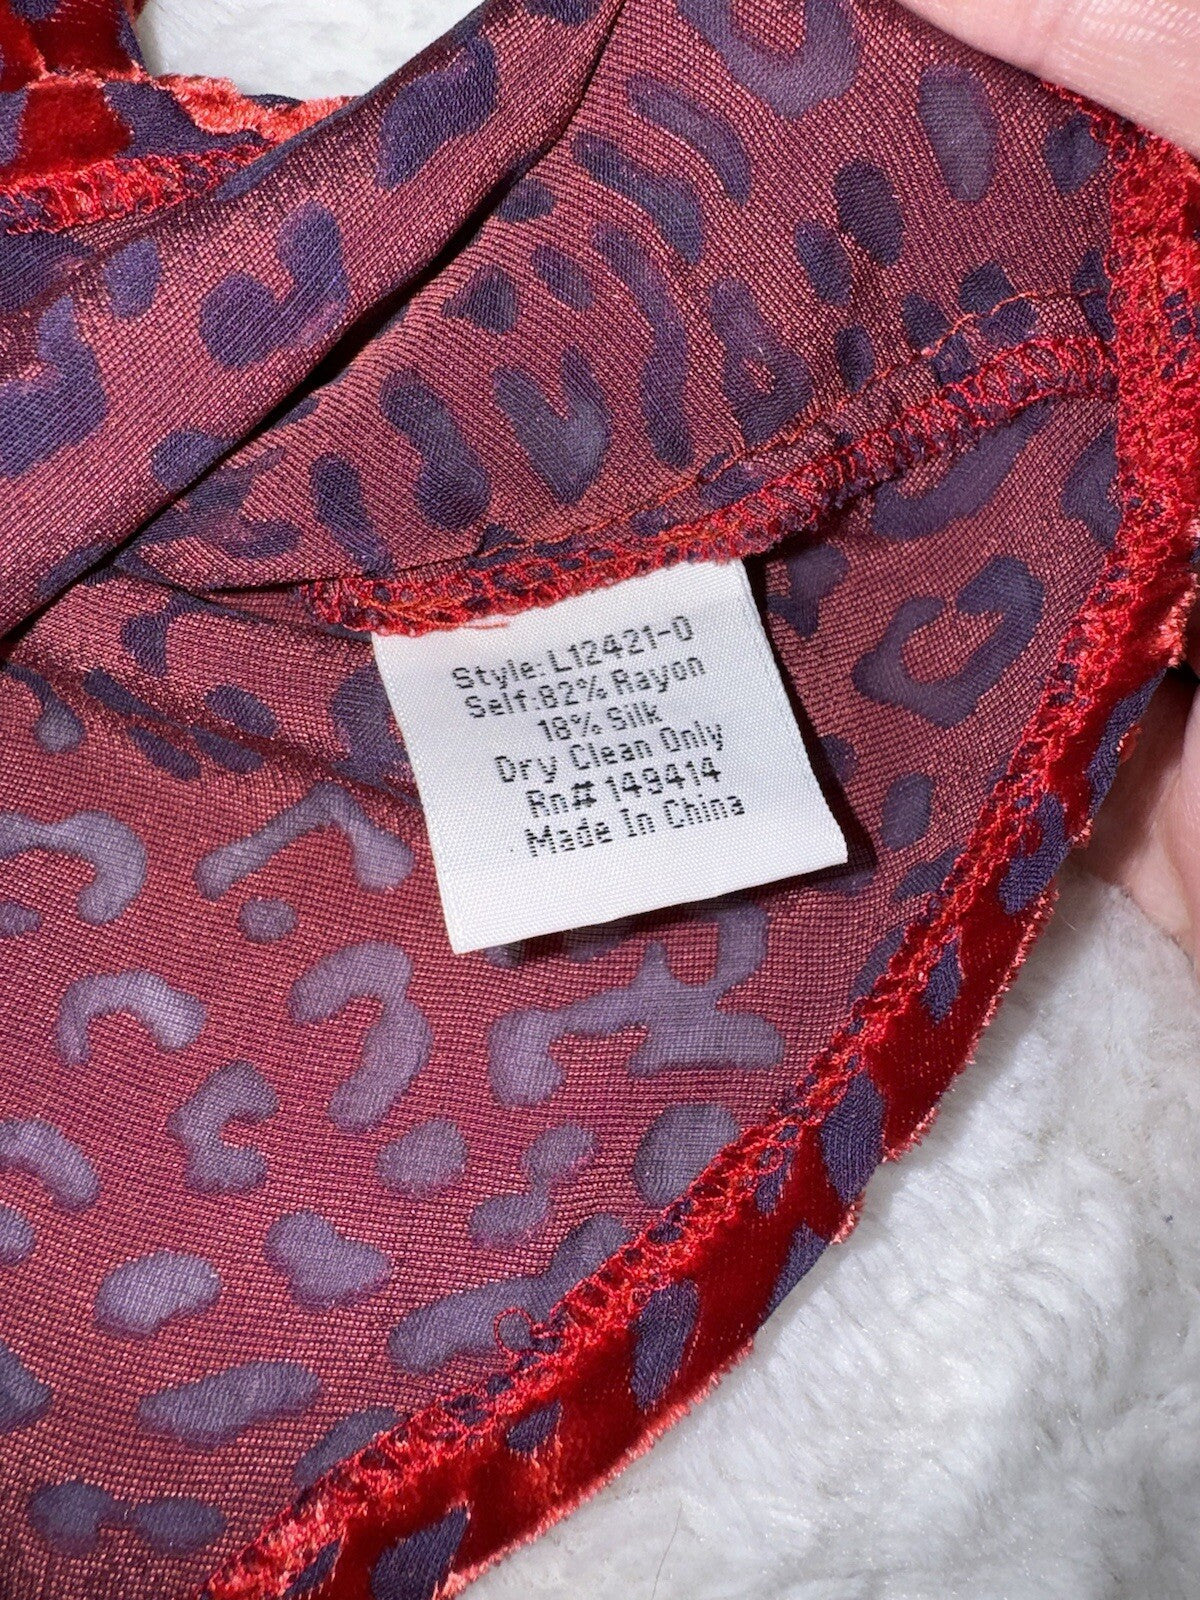 Style:L12421-0
Self:82% Rayon
18% Silk
Dry Clean Only
Rn# 149414
Made In China